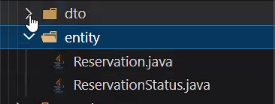 dto
entity
Reservation.java
ReservationStatus.java